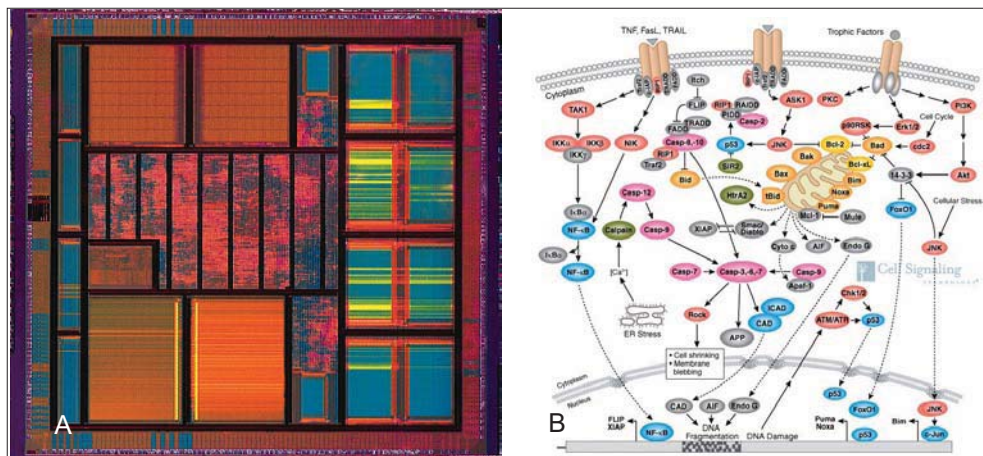 A
B
TNF, FasL, TRAIL
Trophic Factors
Cytoplasm
TAK1
IKKα
IKKβ
IKKγ
NIK
IκBα
NF-κB
IκBα
NF-κB
Itch
FLIP
TRADD
FADD
Casp-8,-10
RIP1
Traf2
RIP1
RAIDD
PIDD
Casp-2
p53
SIR2
ASK1
JNK
PKC
p90RSK
Erk1/2
PI3K
Cell Cycle
cdc2
Bcl-2
Bad
Bcl-xL
Bak
Bax
Bim
Noxa
Puma
14-3-3
Akt
FoxO1
Cellular Stress
JNK
Bid
tBid
HtrA2
Mcl-1
Mule
Smac/
Diablo
XIAP
Cyto c
AIF
Endo G
Casp-12
Calpain
Casp-9
[Ca²⁺]
ER Stress
Casp-7
Casp-3,-6,-7
Casp-9
Apaf-1
Cell Signaling
TECHNOLOGY
Rock
ICAD
CAD
APP
Chk1/2
ATM/ATR
p53
• Cell shrinking
• Membrane
blebbing
Cytoplasm
Nucleus
CAD
AIF
Endo G
DNA
Fragmentation
DNA Damage
FLIP
XIAP
NF-κB
p53
FoxO1
Puma
Noxa
p53
JNK
Bim
c-Jun